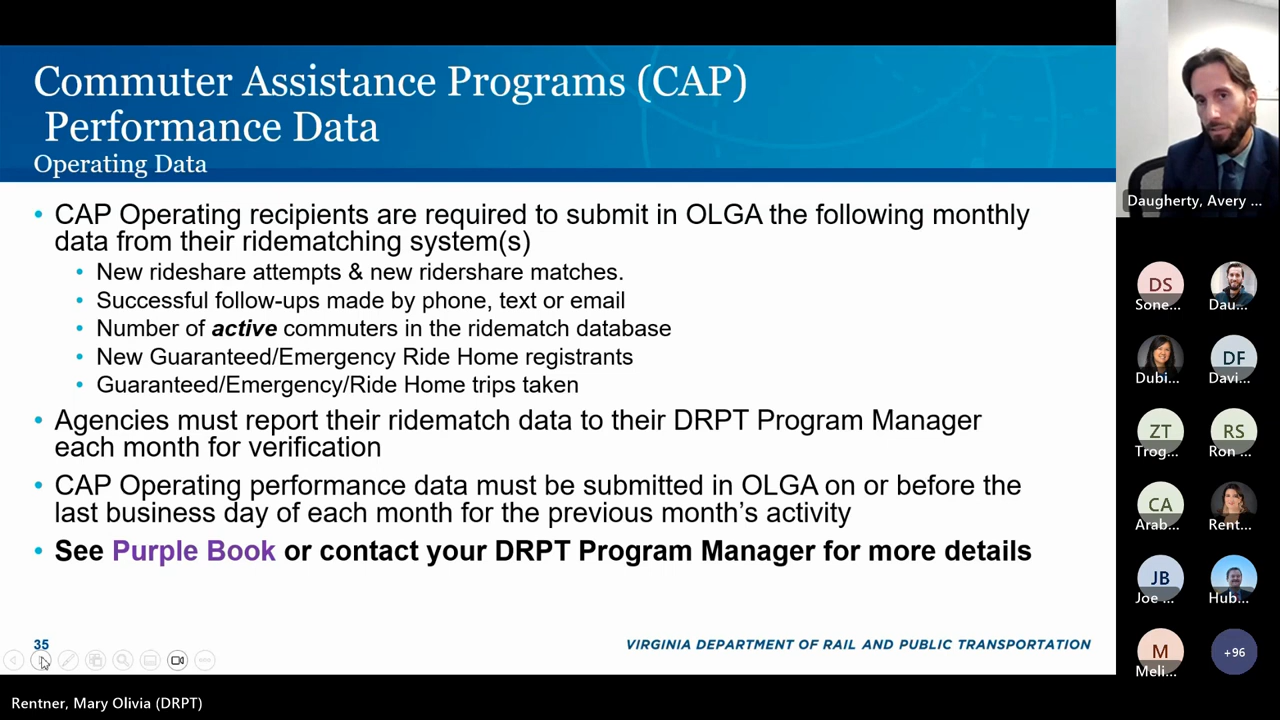 Commuter Assistance Programs (CAP)
Performance Data
Operating Data
• CAP Operating recipients are required to submit in OLGA the following monthly
data from their ridematching system(s)
• New rideshare attempts & new ridershare matches.
• Successful follow-ups made by phone, text or email
• Number of active commuters in the ridematch database
• New Guaranteed/Emergency Ride Home registrants
• Guaranteed/Emergency/Ride Home trips taken
• Agencies must report their ridematch data to their DRPT Program Manager
each month for verification
• CAP Operating performance data must be submitted in OLGA on or before the
last business day of each month for the previous month’s activity
• See Purple Book or contact your DRPT Program Manager for more details
35
VIRGINIA DEPARTMENT OF RAIL AND PUBLIC TRANSPORTATION
Rentner, Mary Olivia (DRPT)
Daugherty, Avery ...
DS
Sone...
Dau...
Dubi...
DF
Davi...
ZT
Trog...
RS
Ron ...
CA
Arab...
Rent...
JB
Joe ...
Hub...
M
Meli...
+96